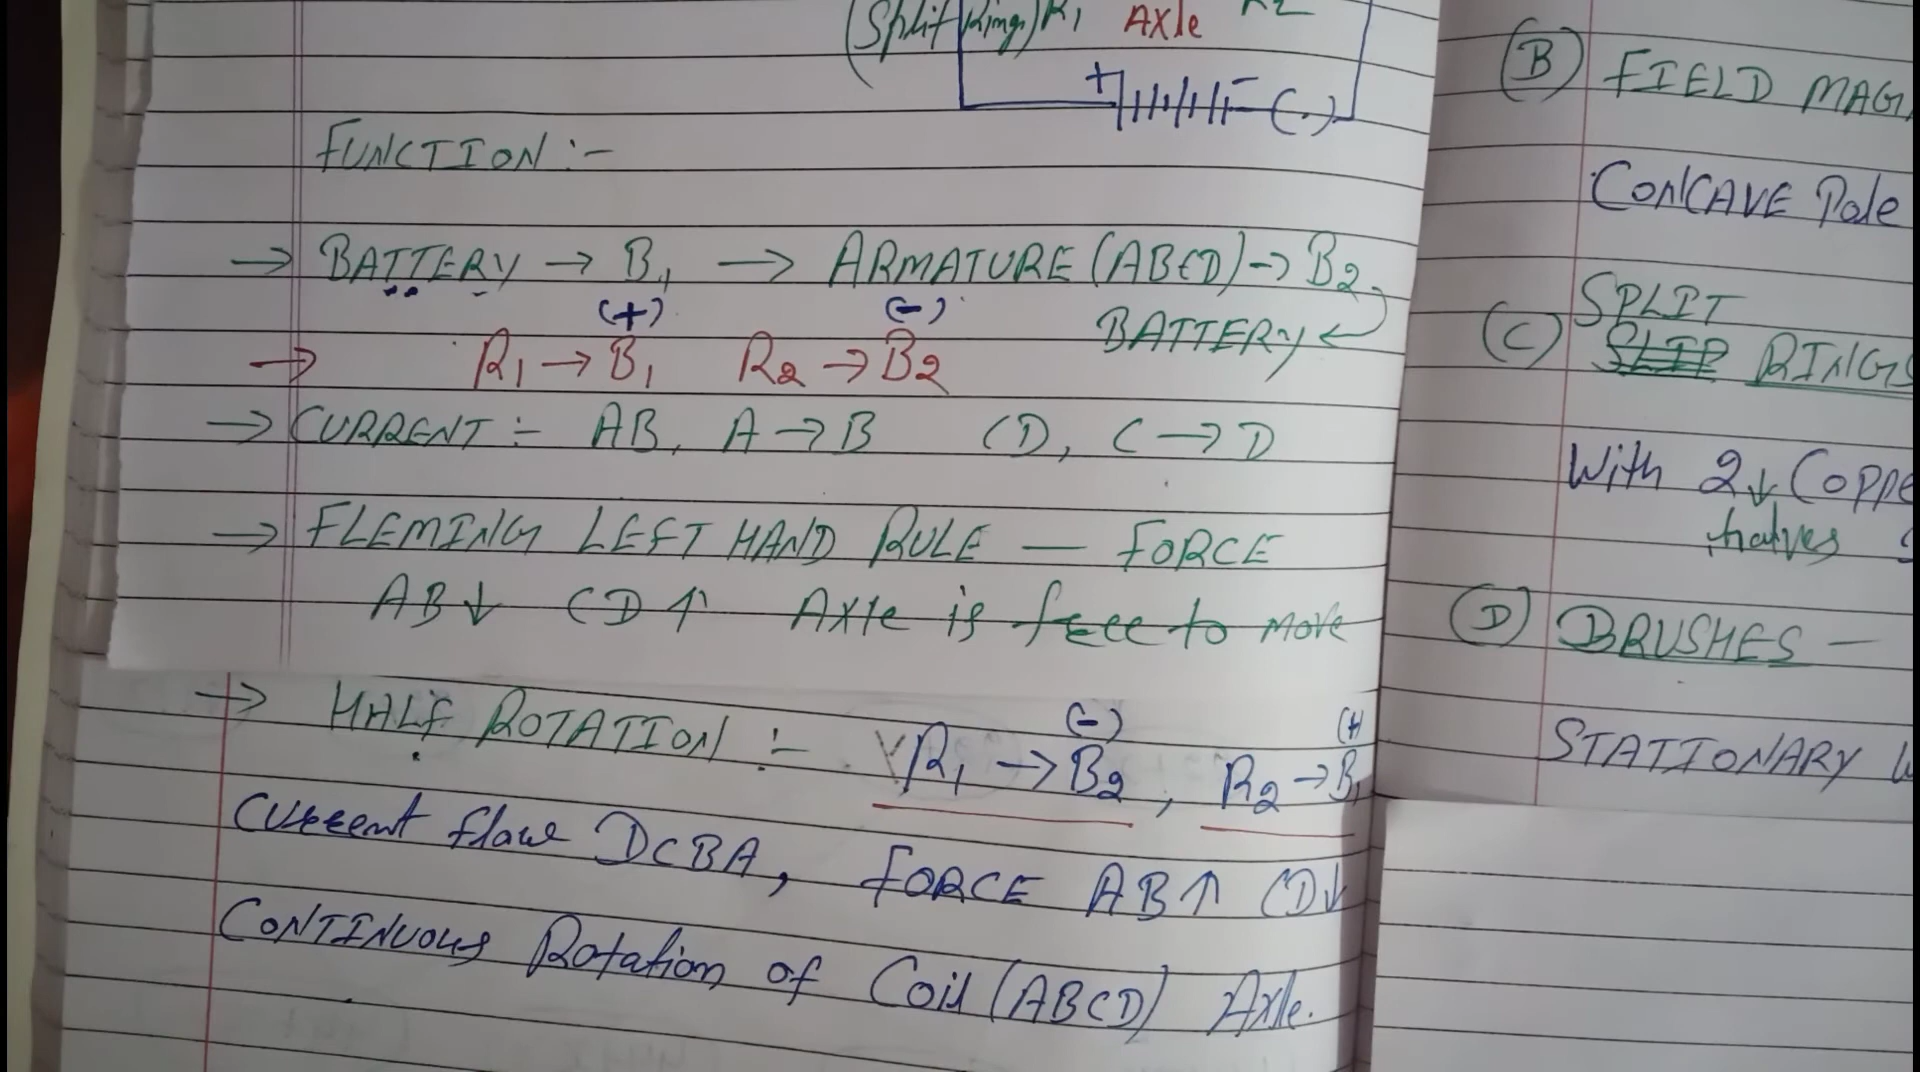 (Split Rings) R1 AXle R2
+ - (.)
FUNCTION :-
→ BATTERY → B1 → ARMATURE (ABCD) → B2
(+) (-)
BATTERY ←
→ R1 → B1 R2 → B2
→ CURRENT :- AB, A → B CD, C → D
→ FLEMING LEFT HAND RULE — FORCE
AB ↓ CD ↑ AXle is free to move
→ HALF ROTATION :- R1 → B2, R2 → B1
(-) (+)
Current flow DCBA, FORCE AB ↑ CD ↓
CONTINUOUS Rotation of Coil (ABCD) Axle.
(B) FIELD MAG
CONCAVE Pole
SPLIT
(C) SLIP RINGS
With 2 ↓ Coppe
halves
(D) BRUSHES —
STATIONARY